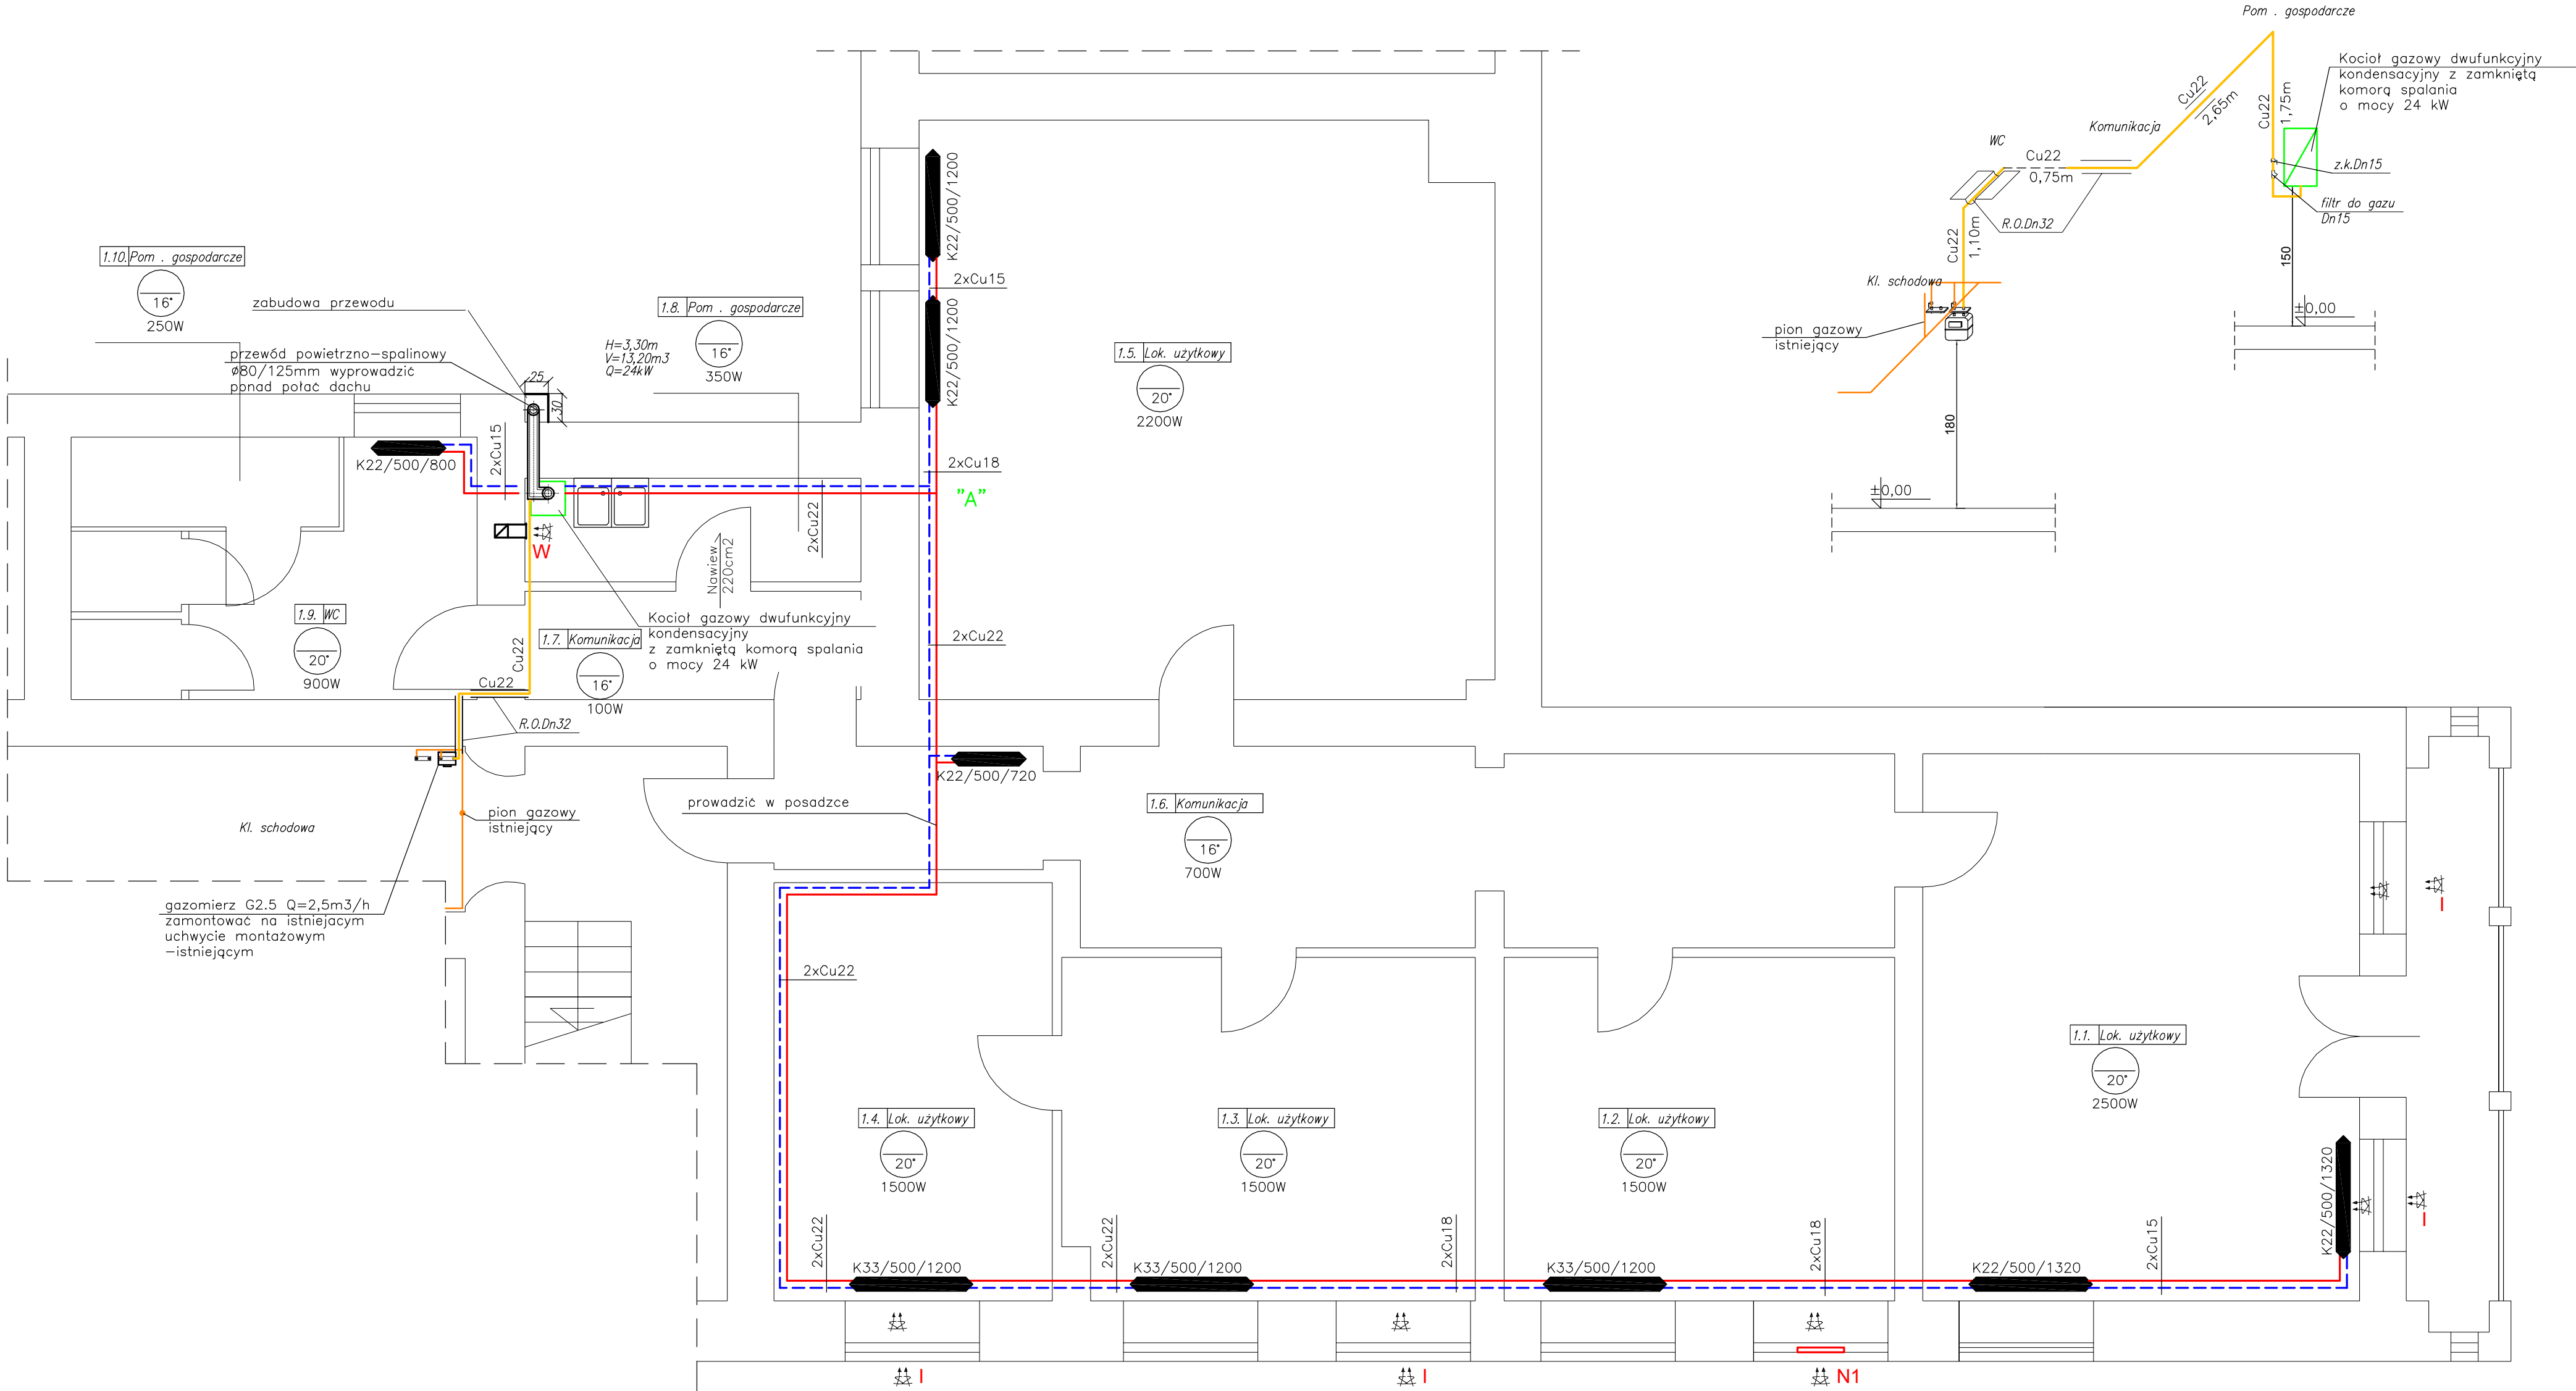 Pom . gospodarcze
Kocioł gazowy dwufunkcyjny
kondensacyjny z zamkniętą
komorą spalania
o mocy 24 kW
Cu22
2,65m
Cu22
1,75m
Komunikacja
WC
Cu22
0,75m
z.k.Dn15
filtr do gazu
Dn15
R.O.Dn32
Cu22
1,10m
Kl. schodowa
pion gazowy
istniejący
150
±0,00
180
±0,00
1.10. Pom . gospodarcze
16°
250W
zabudowa przewodu
przewód powietrzno-spalinowy
ø80/125mm wyprowadzić
ponad połać dachu
H=3,30m
V=13,20m3
Q=24kW
25
30
1.8. Pom . gospodarcze
16°
350W
K22/500/1200
2xCu15
K22/500/1200
1.5. Lok. użytkowy
20°
2200W
2xCu15
K22/500/800
2xCu18
"A"
2xCu22
W
Nawiew
220cm2
Kocioł gazowy dwufunkcyjny
kondensacyjny
z zamkniętą komorą spalania
o mocy 24 kW
2xCu22
1.9. WC
20°
900W
Cu22
1.7. Komunikacja
16°
100W
Cu22
R.O.Dn32
K22/500/720
prowadzić w posadzce
1.6. Komunikacja
16°
700W
Kl. schodowa
pion gazowy
istniejący
gazomierz G2.5 Q=2,5m3/h
zamontować na istniejacym
uchwycie montażowym
-istniejącym
2xCu22
I
1.1. Lok. użytkowy
20°
2500W
1.4. Lok. użytkowy
20°
1500W
1.3. Lok. użytkowy
20°
1500W
1.2. Lok. użytkowy
20°
1500W
K22/500/1320
I
2xCu22
K33/500/1200
2xCu22
K33/500/1200
2xCu18
K33/500/1200
2xCu18
K22/500/1320
2xCu15
I
I
N1